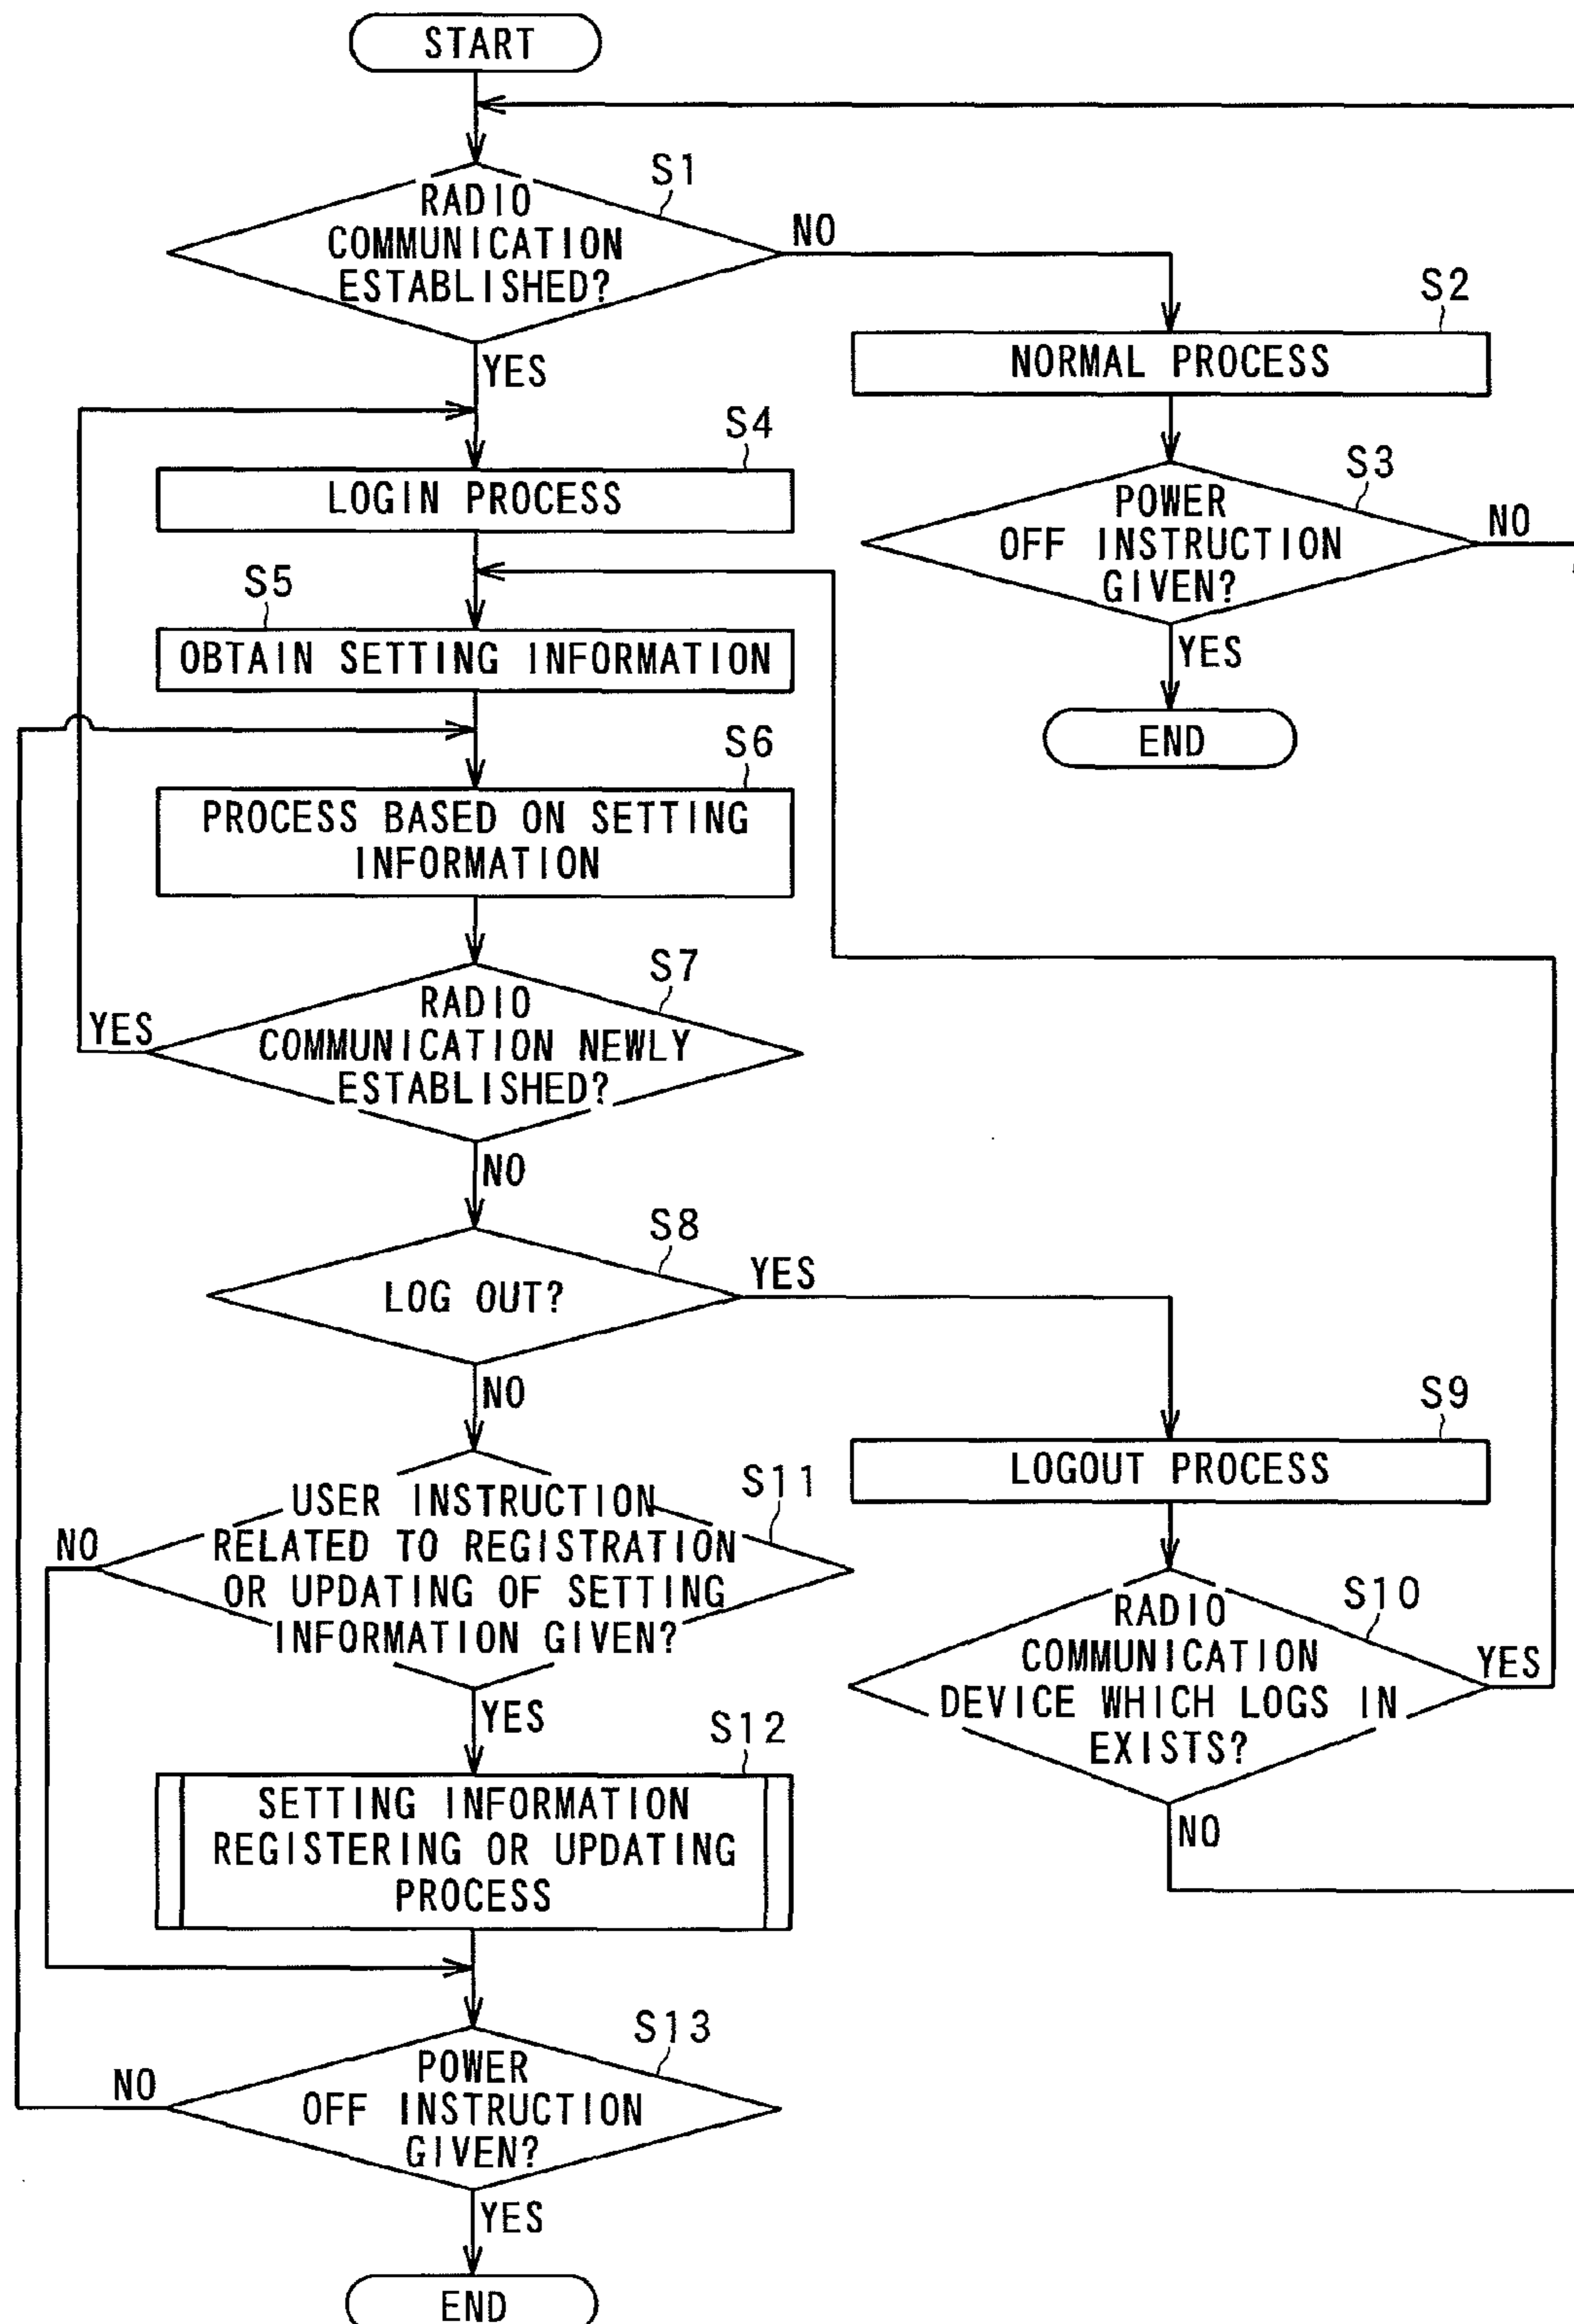 START
S1
RADIO
COMMUNICATION
ESTABLISHED?
NO
YES
S2
NORMAL PROCESS
S3
POWER
OFF INSTRUCTION
GIVEN?
NO
YES
END
S4
LOGIN PROCESS
S5
OBTAIN SETTING INFORMATION
S6
PROCESS BASED ON SETTING
INFORMATION
S7
RADIO
COMMUNICATION NEWLY
ESTABLISHED?
YES
NO
S8
LOG OUT?
YES
NO
S9
LOGOUT PROCESS
S10
RADIO
COMMUNICATION
DEVICE WHICH LOGS IN
EXISTS?
YES
NO
S11
USER INSTRUCTION
RELATED TO REGISTRATION
OR UPDATING OF SETTING
INFORMATION GIVEN?
NO
YES
S12
SETTING INFORMATION
REGISTERING OR UPDATING
PROCESS
S13
POWER
OFF INSTRUCTION
GIVEN?
NO
YES
END